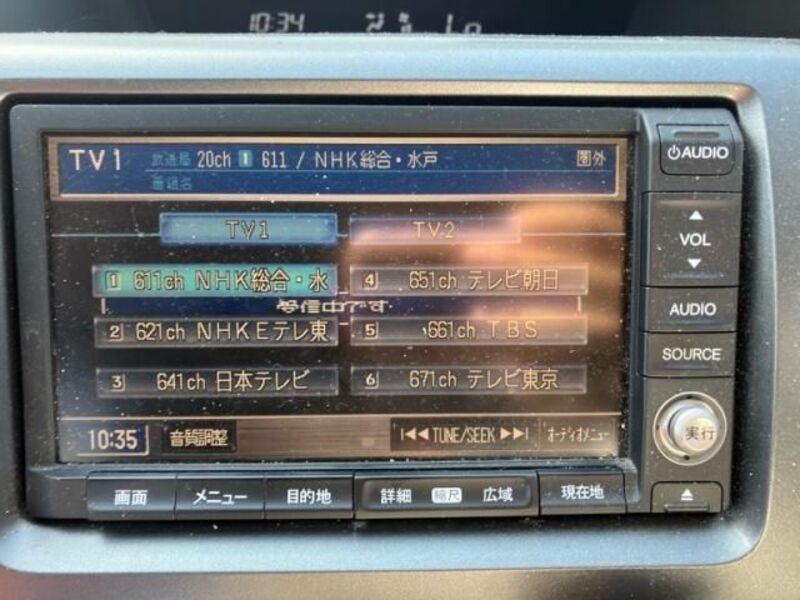 10:34 Lo
TV1 放送局 20ch 1 611 / NHK総合・水戸 圏外
番組名
TV1 TV2
1 611ch NHK総合・水 4 651ch テレビ朝日
受信中です
2 621ch NHKEテレ東 5 661ch TBS
3 641ch 日本テレビ 6 671ch テレビ東京
10:35 音質調整 TUNE/SEEK オーディオメニュー
画面 メニュー 目的地 詳細 縮尺 広域 現在地
AUDIO
VOL
AUDIO
SOURCE
実行